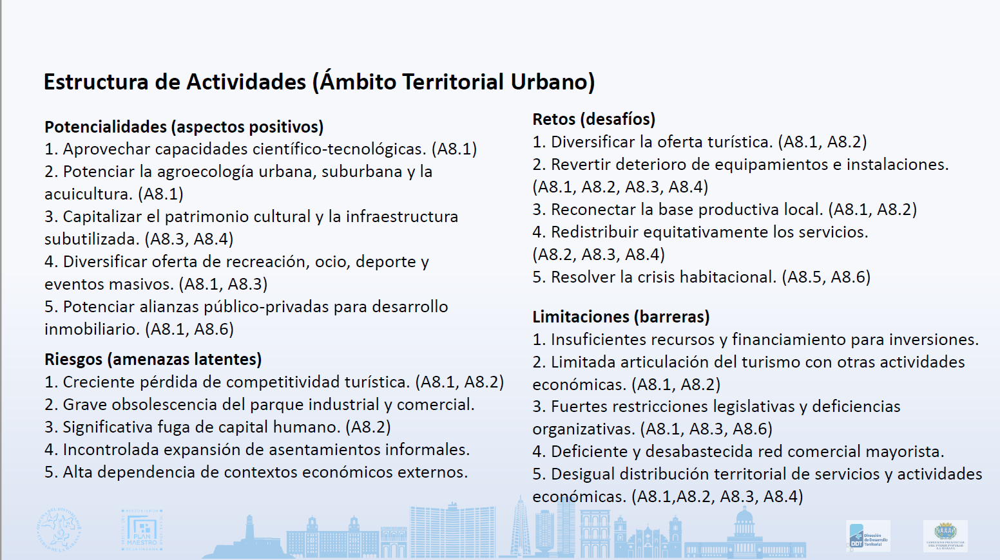 Estructura de Actividades (Ámbito Territorial Urbano)
Potencialidades (aspectos positivos)
1. Aprovechar capacidades científico-tecnológicas. (A8.1)
2. Potenciar la agroecología urbana, suburbana y la
acuicultura. (A8.1)
3. Capitalizar el patrimonio cultural y la infraestructura
subutilizada. (A8.3, A8.4)
4. Diversificar oferta de recreación, ocio, deporte y
eventos masivos. (A8.1, A8.3)
5. Potenciar alianzas público-privadas para desarrollo
inmobiliario. (A8.1, A8.6)
Riesgos (amenazas latentes)
1. Creciente pérdida de competitividad turística. (A8.1, A8.2)
2. Grave obsolescencia del parque industrial y comercial.
3. Significativa fuga de capital humano. (A8.2)
4. Incontrolada expansión de asentamientos informales.
5. Alta dependencia de contextos económicos externos.
Retos (desafíos)
1. Diversificar la oferta turística. (A8.1, A8.2)
2. Revertir deterioro de equipamientos e instalaciones.
(A8.1, A8.2, A8.3, A8.4)
3. Reconectar la base productiva local. (A8.1, A8.2)
4. Redistribuir equitativamente los servicios.
(A8.2, A8.3, A8.4)
5. Resolver la crisis habitacional. (A8.5, A8.6)
Limitaciones (barreras)
1. Insuficientes recursos y financiamiento para inversiones.
2. Limitada articulación del turismo con otras actividades
económicas. (A8.1, A8.2)
3. Fuertes restricciones legislativas y deficiencias
organizativas. (A8.1, A8.3, A8.6)
4. Deficiente y desabastecida red comercial mayorista.
5. Desigual distribución territorial de servicios y actividades
económicas. (A8.1,A8.2, A8.3, A8.4)
PLAN
MAESTRO
DE LA HABANA
DDT
Dirección
de Desarrollo
Territorial
GOBIERNO PROVINCIAL
DEL PODER POPULAR
LA HABANA